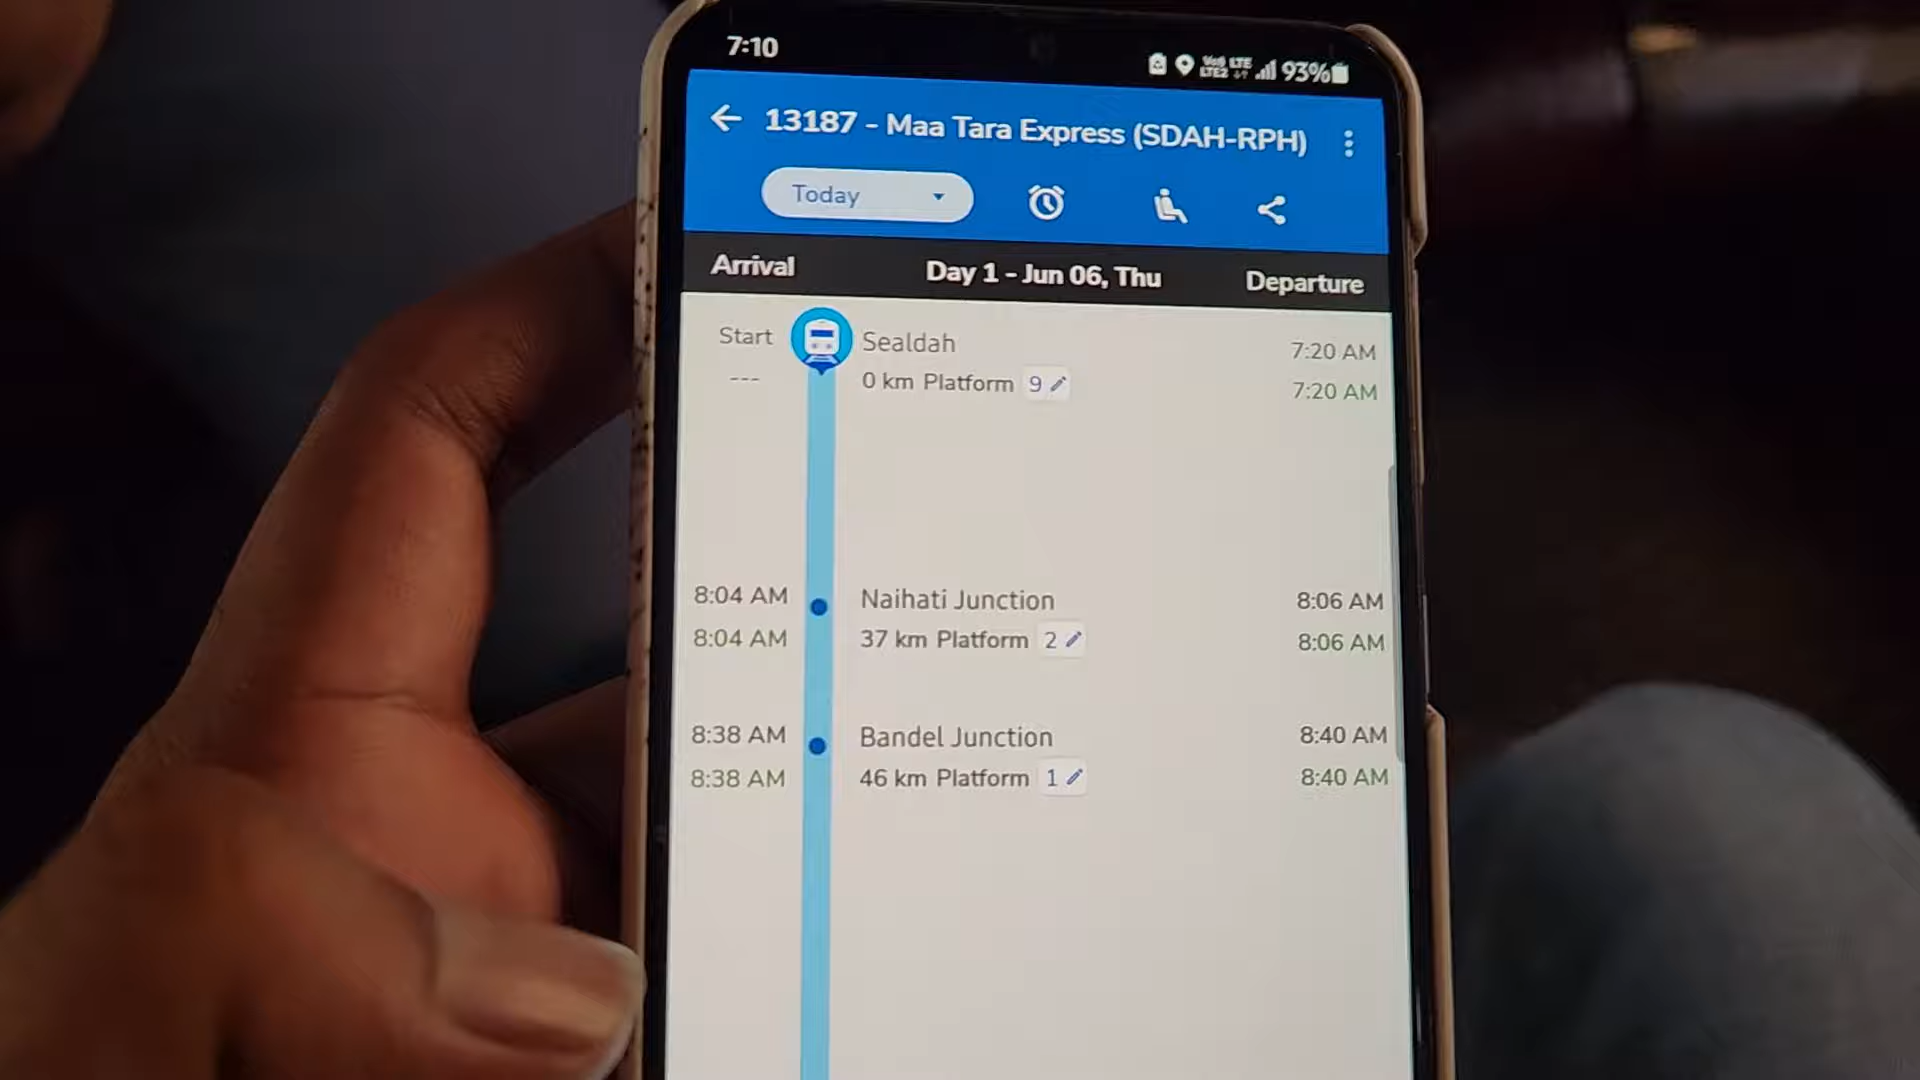 7:10
Vo) LTE
LTE2 93%
13187 - Maa Tara Express (SDAH-RPH)
Today
Arrival Day 1 - Jun 06, Thu Departure
Start Sealdah 7:20 AM
--- 0 km Platform 9 7:20 AM
8:04 AM Naihati Junction 8:06 AM
8:04 AM 37 km Platform 2 8:06 AM
8:38 AM Bandel Junction 8:40 AM
8:38 AM 46 km Platform 1 8:40 AM